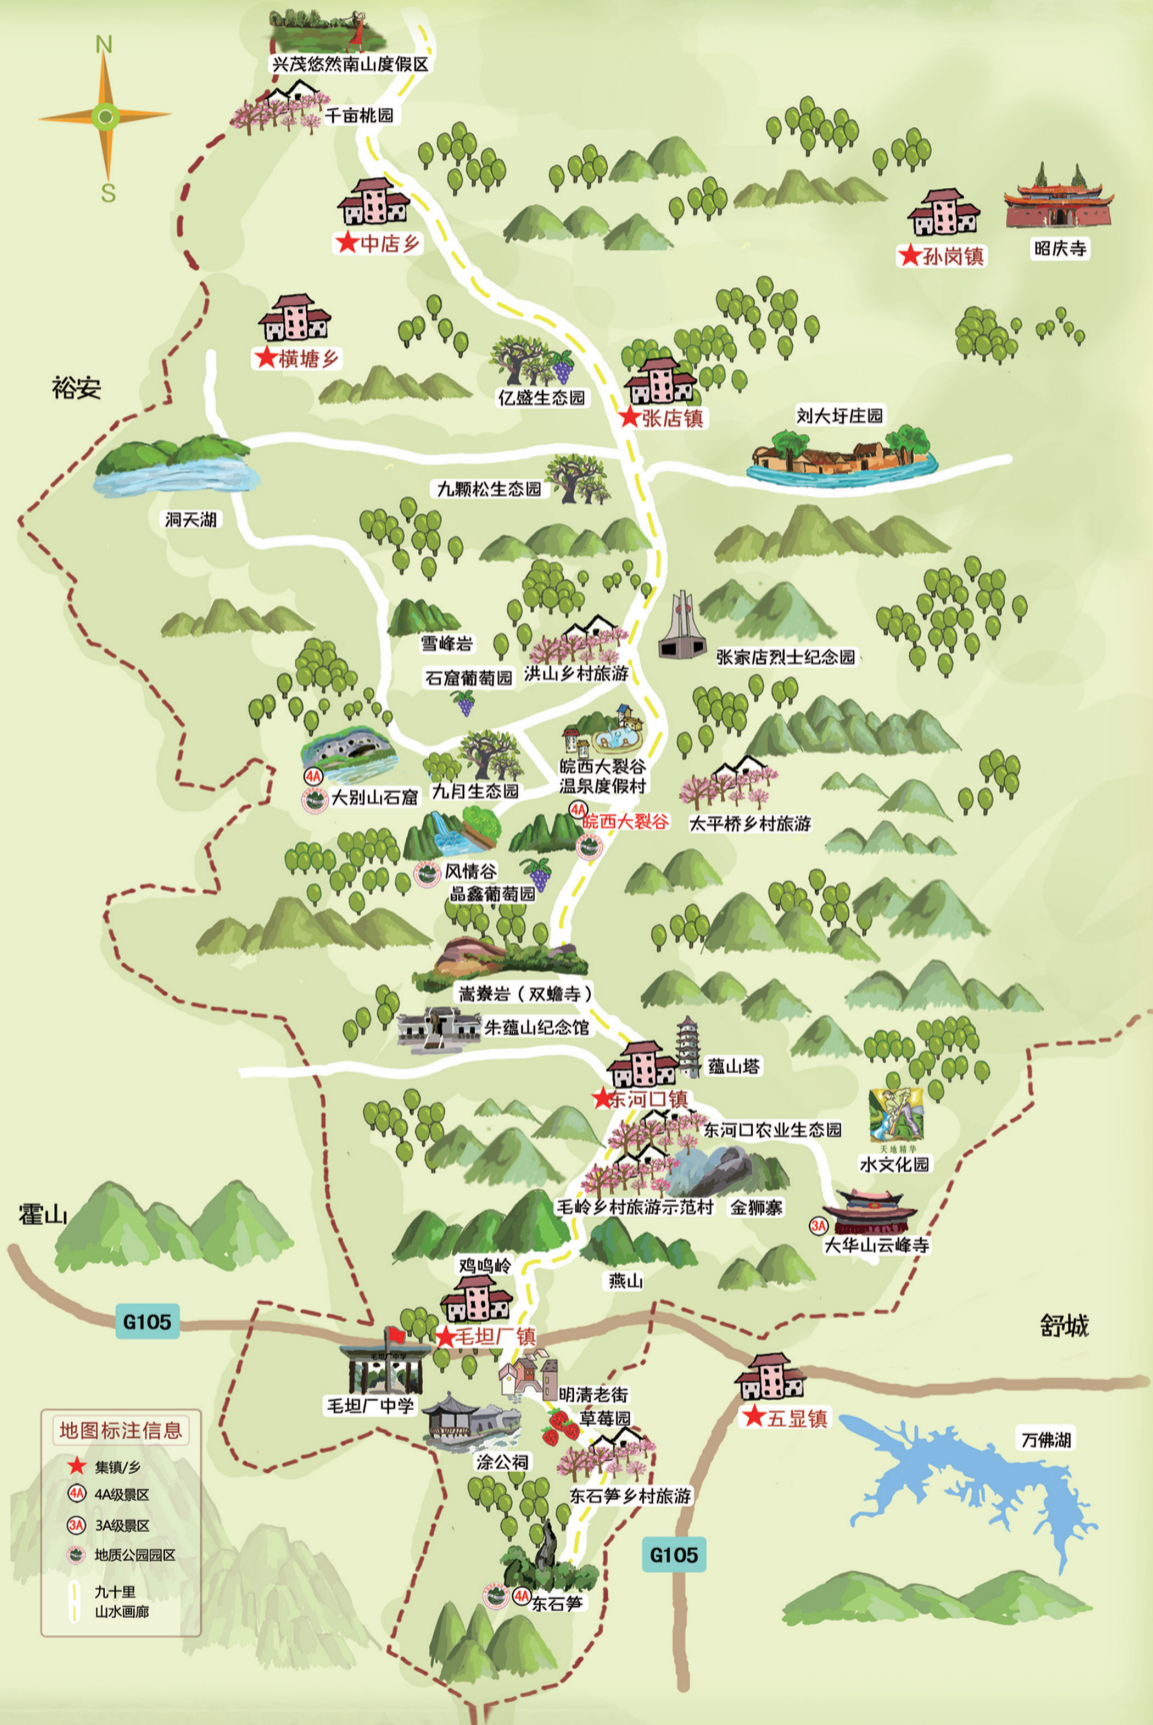 N
S
兴茂悠然南山度假区
千亩桃园
中店乡
孙岗镇
昭庆寺
横塘乡
裕安
亿盛生态园
张店镇
刘大圩庄园
九颗松生态园
洞天湖
雪峰岩
石窟葡萄园
洪山乡村旅游
张家店烈士纪念园
4A
大别山石窟
九月生态园
皖西大裂谷
温泉度假村
4A
皖西大裂谷
太平桥乡村旅游
风情谷
晶鑫葡萄园
嵩寮岩（双蟾寺）
朱蕴山纪念馆
蕴山塔
东河口镇
东河口农业生态园
天地精华
水文化园
毛岭乡村旅游示范村
金狮寨
3A
大华山云峰寺
霍山
鸡鸣岭
燕山
G105
毛坦厂镇
舒城
毛坦厂中学
毛坦厂中学
明清老街
草莓园
五显镇
涂公祠
万佛湖
东石笋乡村旅游
G105
4A
东石笋
地图标注信息
集镇/乡
4A
4A级景区
3A
3A级景区
地质公园园区
九十里
山水画廊